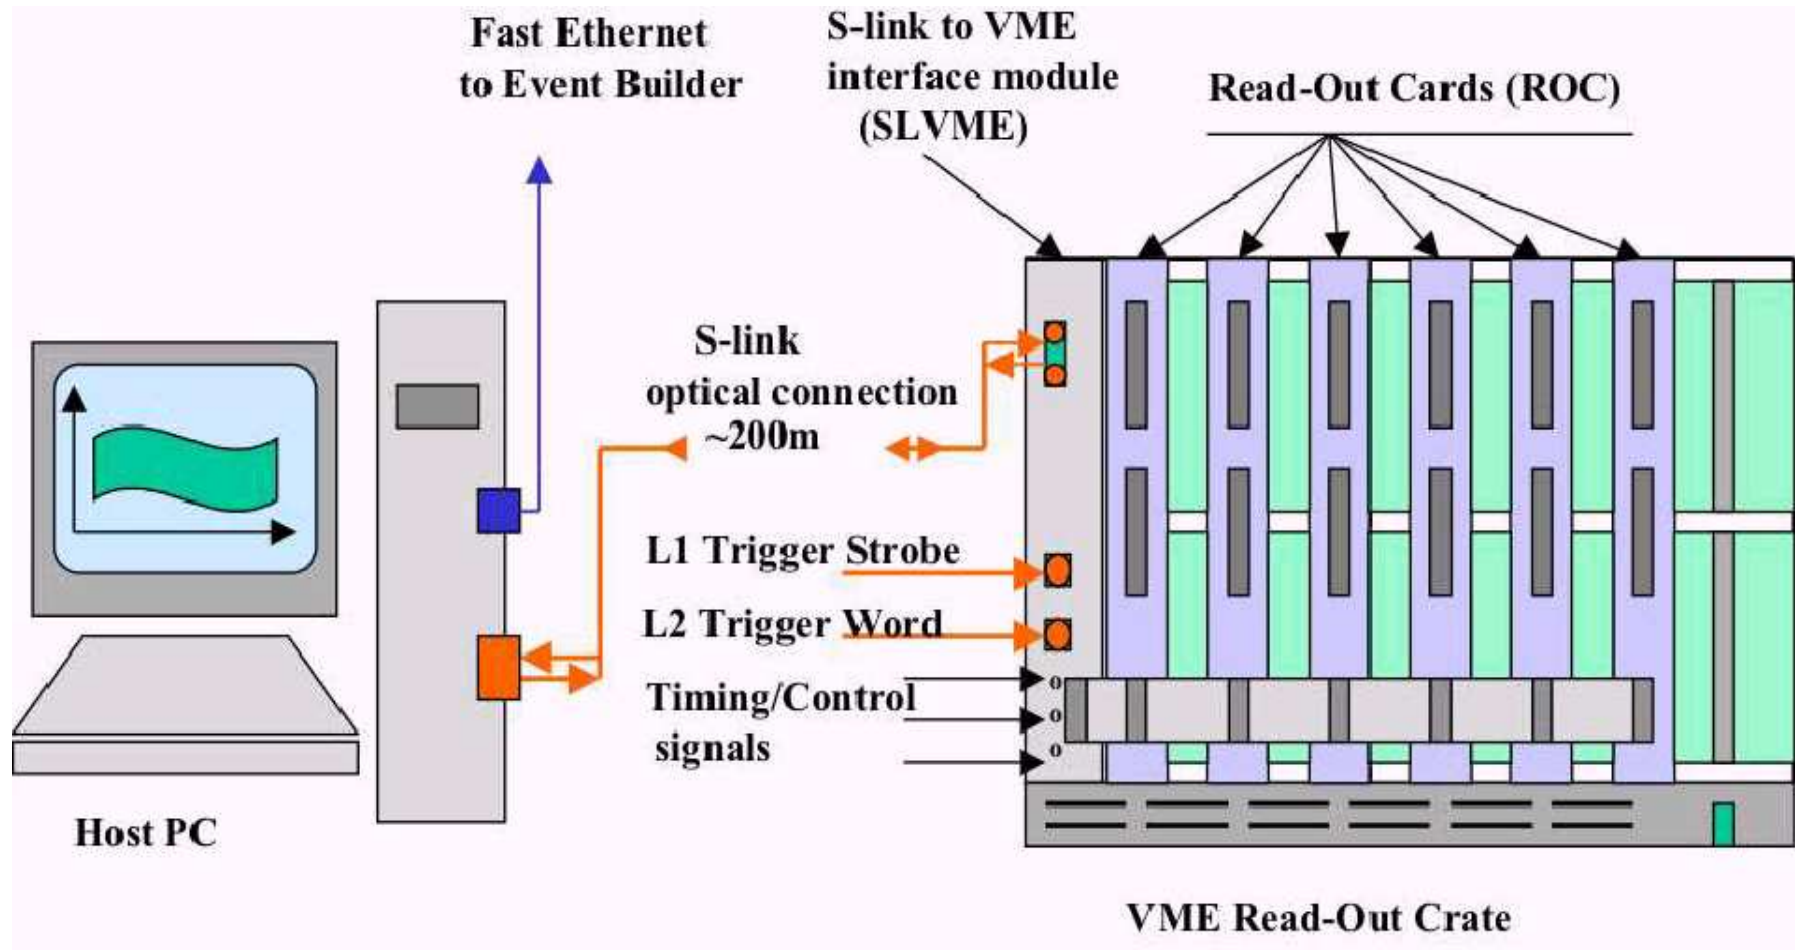 Fast Ethernet
to Event Builder
S-link to VME
interface module
(SLVME)
Read-Out Cards (ROC)
S-link
optical connection
~200m
L1 Trigger Strobe
L2 Trigger Word
Timing/Control
signals
o
o
o
Host PC
VME Read-Out Crate